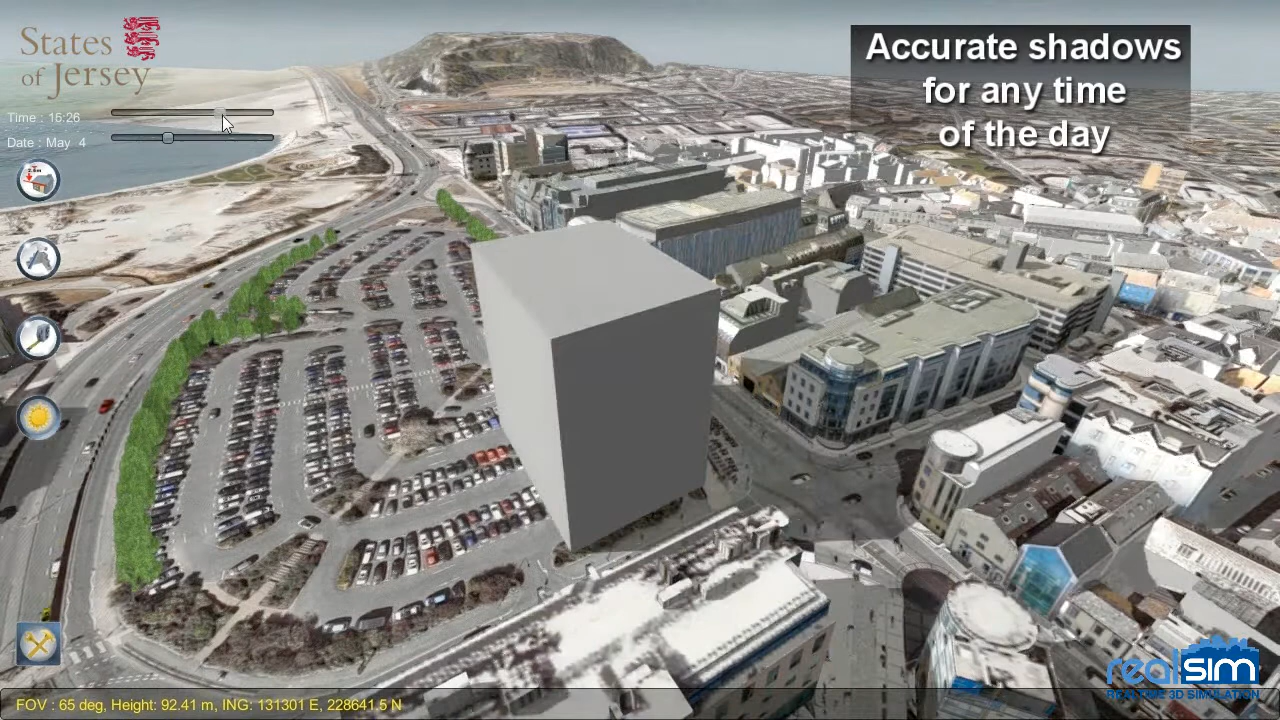 States
of Jersey
Accurate shadows
for any time
of the day
Time : 15:26
Date : May 4
realsim
REAL TIME 3D SIMULATION
FOV : 65 deg, Height: 92.41 m, ING: 131301 E, 228641.5 N